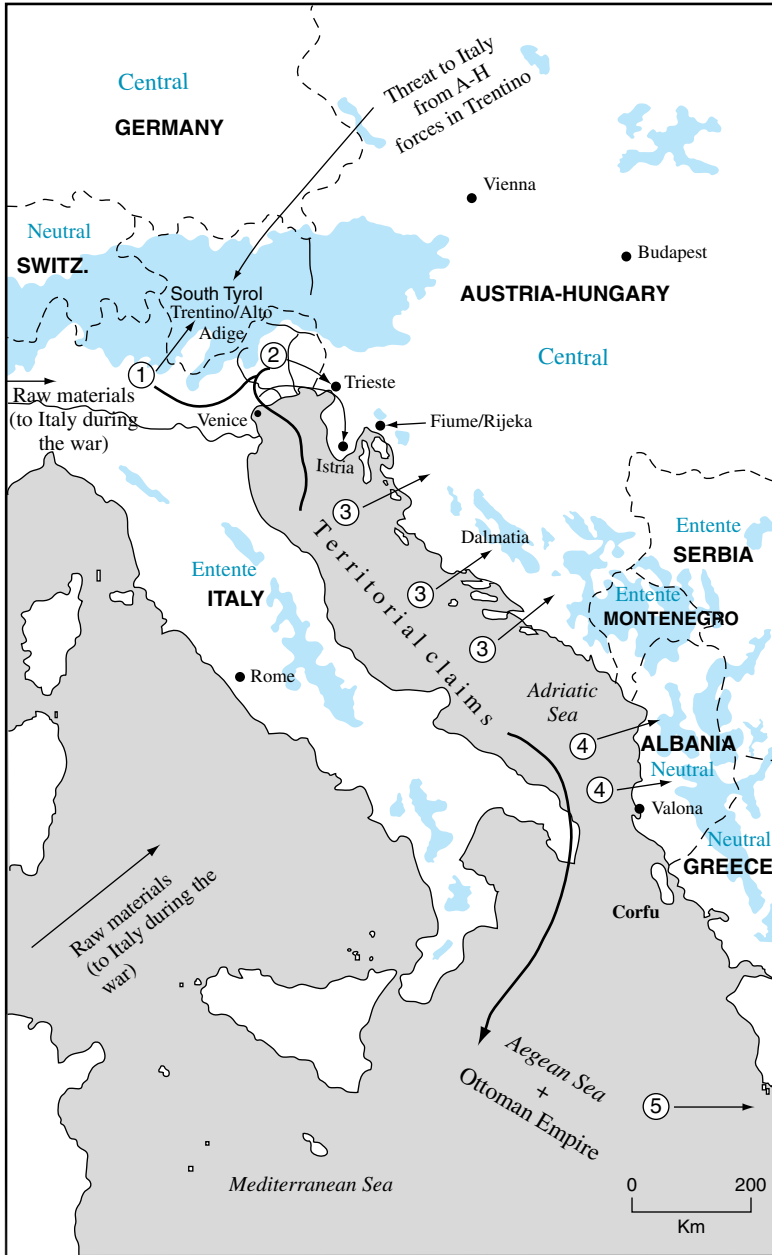 Central
GERMANY
Threat to Italy
from A-H
forces in Trentino
Vienna
Neutral
SWITZ.
Budapest
South Tyrol
Trentino/Alto
Adige
AUSTRIA-HUNGARY
Central
1
2
Trieste
Raw materials
(to Italy during
the war)
Venice
Fiume/Rijeka
Istria
3
Dalmatia
Entente
SERBIA
Entente
ITALY
Territorial claims
3
Entente
MONTENEGRO
3
Rome
Adriatic
Sea
4
ALBANIA
4
Neutral
Valona
Neutral
GREECE
Corfu
Raw materials
(to Italy during the
war)
Aegean Sea
+
Ottoman Empire
5
Mediterranean Sea
0 200
Km